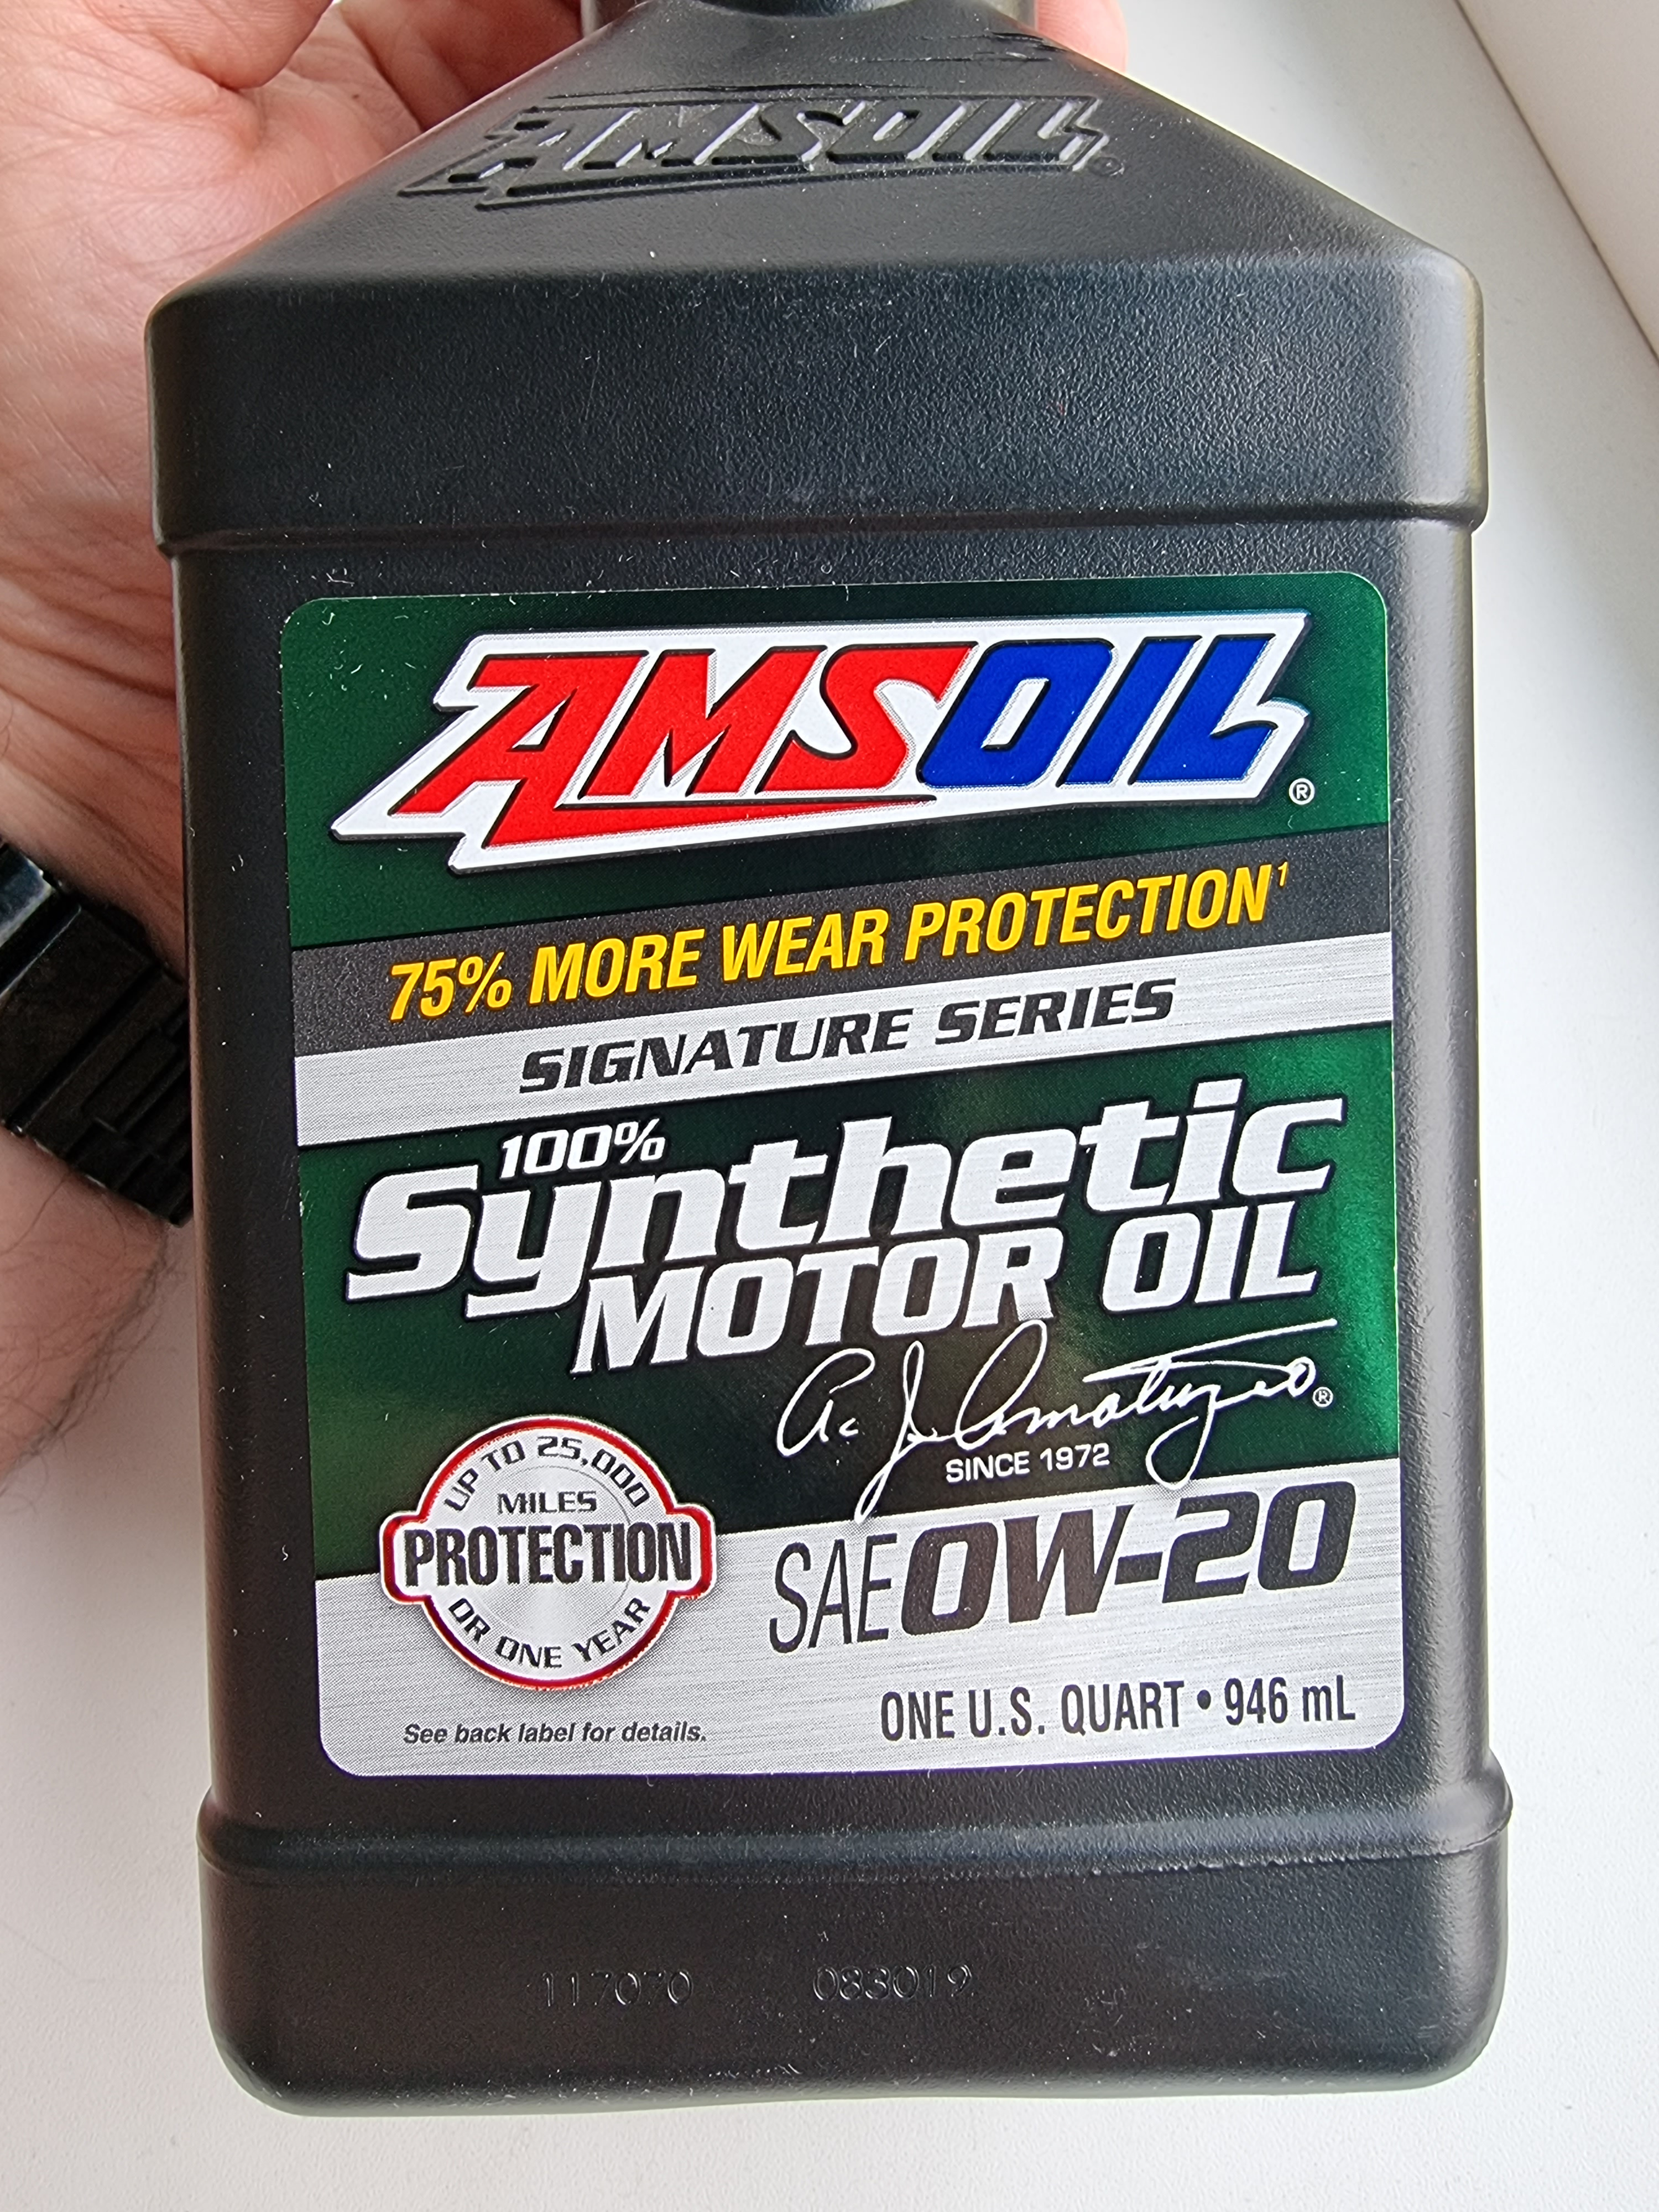 AMSOIL®
AMSOIL®
75% MORE WEAR PROTECTION¹
SIGNATURE SERIES
100%
Synthetic
MOTOR OIL
A. J. Amatuzio®
SINCE 1972
UP TO 25,000
MILES
PROTECTION
OR ONE YEAR
SAE 0W-20
See back label for details.
ONE U.S. QUART • 946 mL
117070 083019